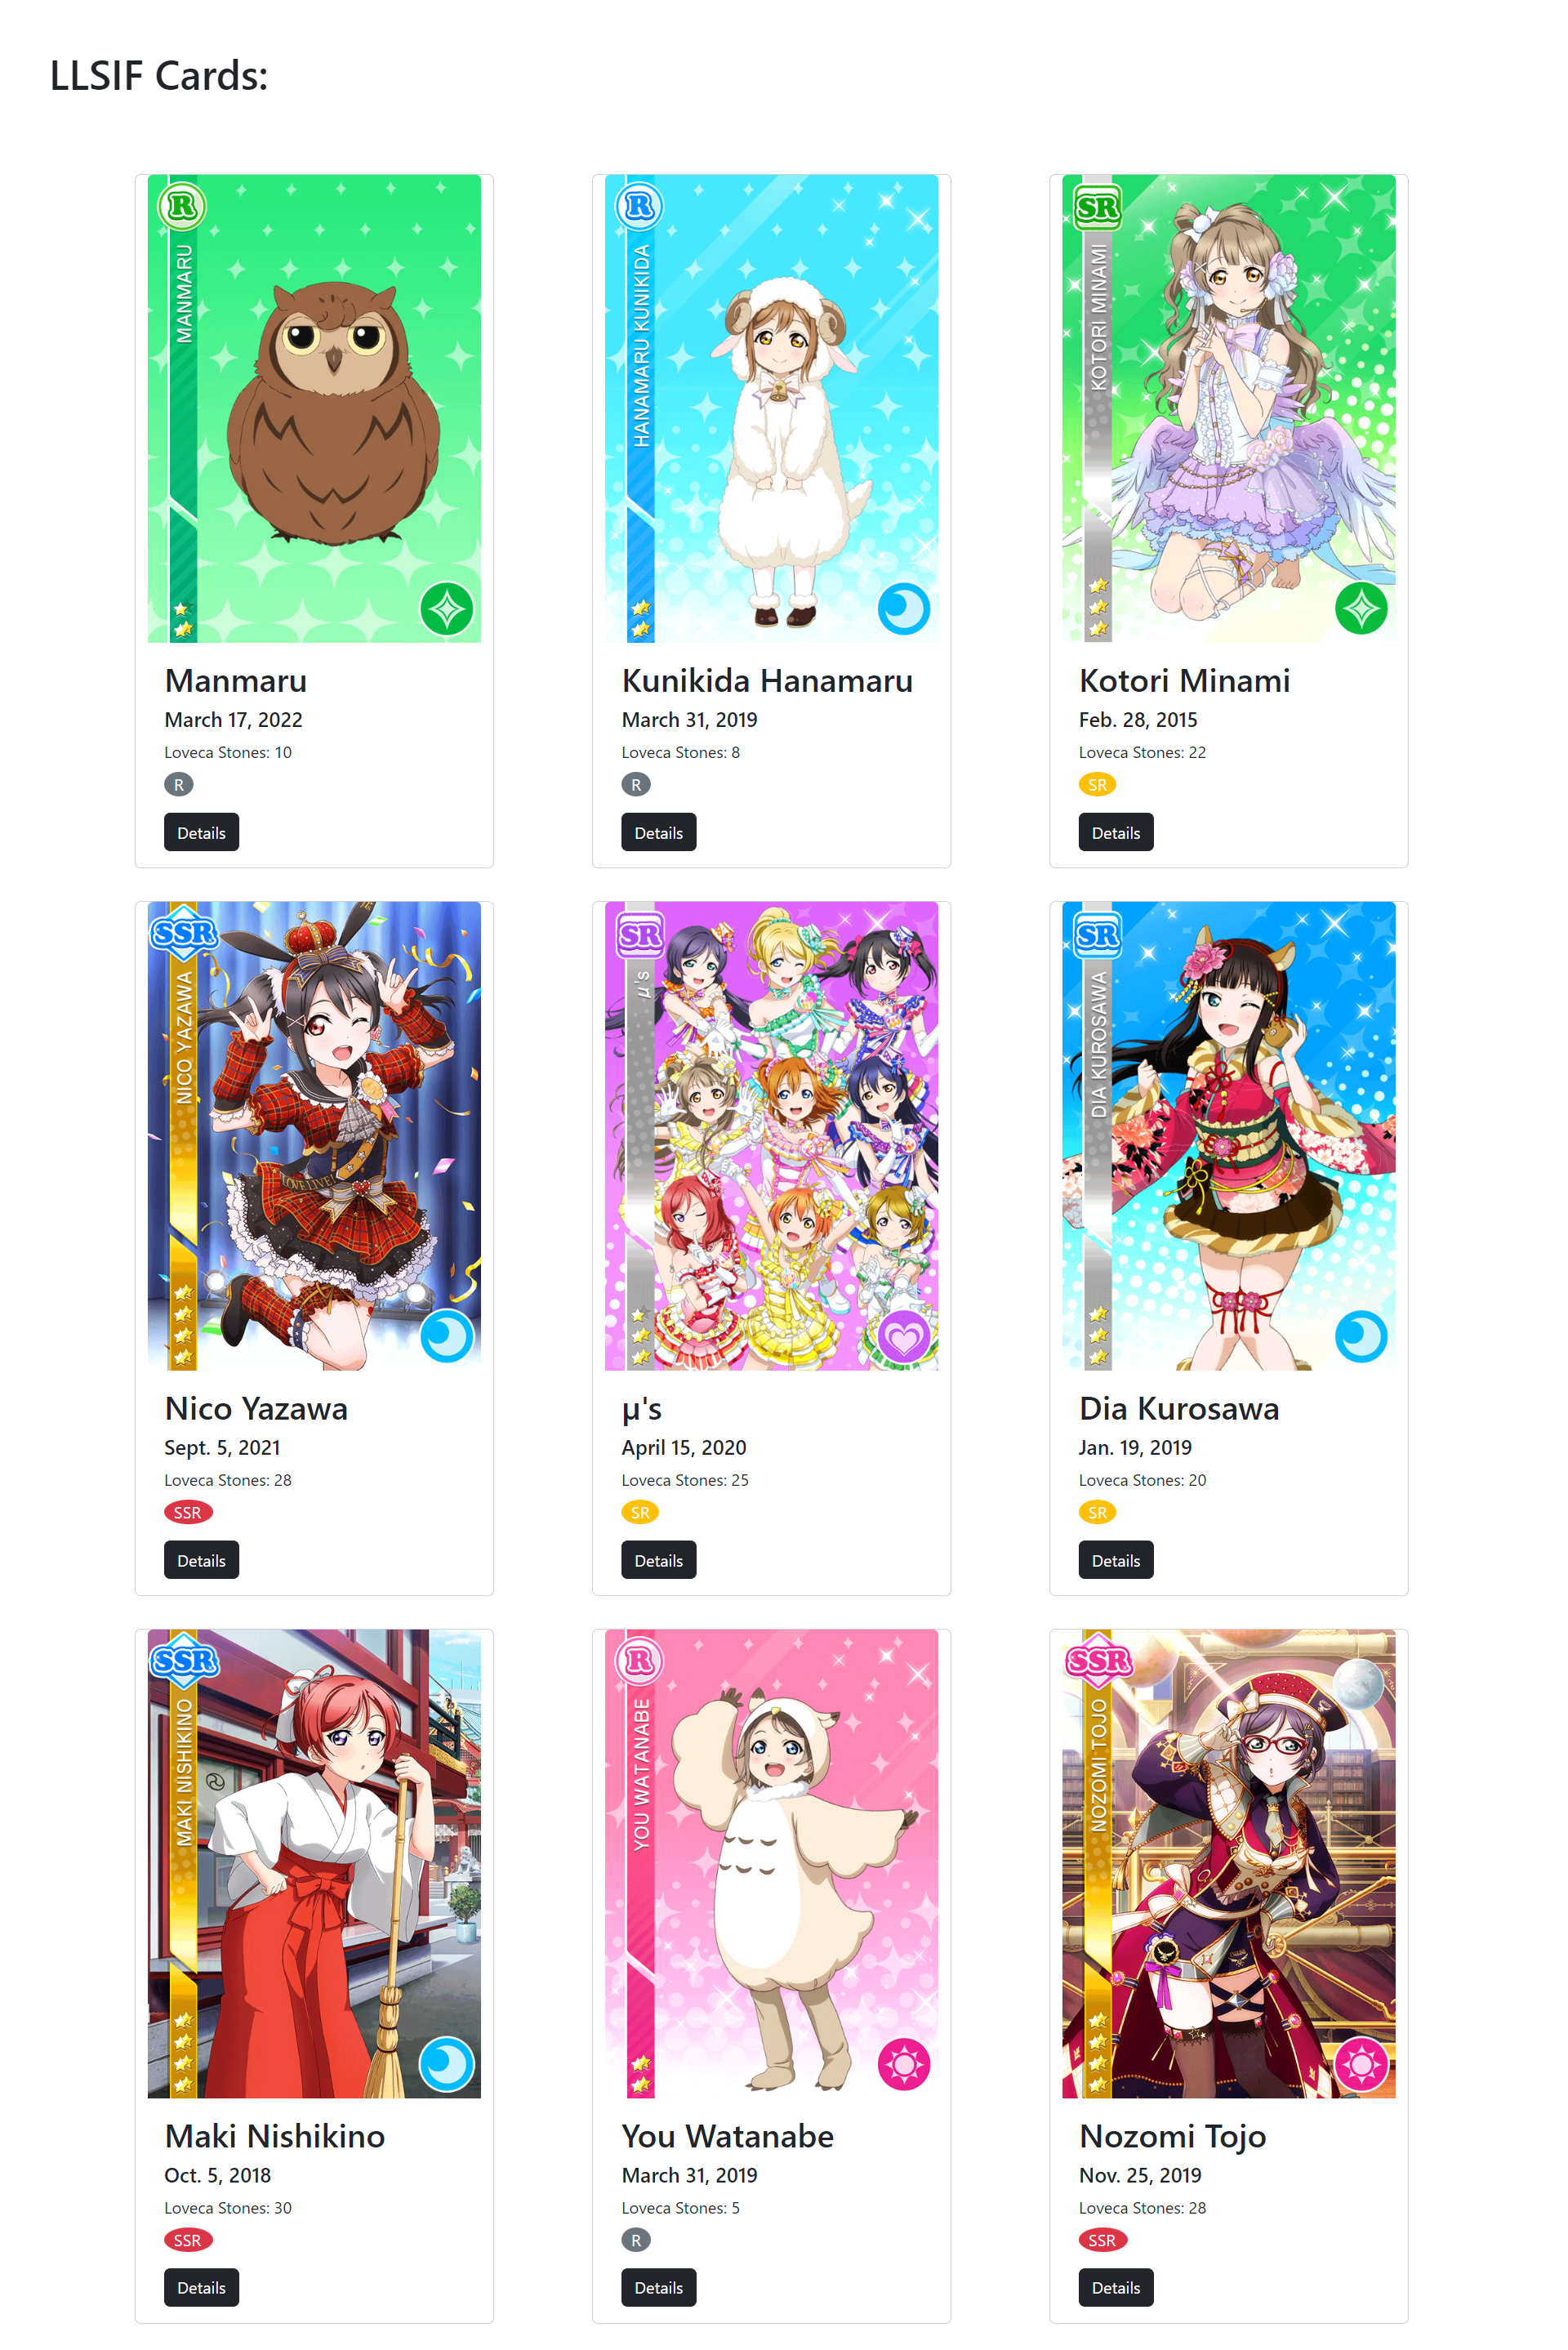 LLSIF Cards:
R
MANMARU
Manmaru
March 17, 2022
Loveca Stones: 10
R
Details
R
HANAMARU KUNIKIDA
Kunikida Hanamaru
March 31, 2019
Loveca Stones: 8
R
Details
SR
KOTORI MINAMI
Kotori Minami
Feb. 28, 2015
Loveca Stones: 22
SR
Details
SSR
NICO YAZAWA
LOVE LIVE!
Nico Yazawa
Sept. 5, 2021
Loveca Stones: 28
SSR
Details
SR
μ's
μ's
April 15, 2020
Loveca Stones: 25
SR
Details
SR
DIA KUROSAWA
Dia Kurosawa
Jan. 19, 2019
Loveca Stones: 20
SR
Details
SSR
MAKI NISHIKINO
Maki Nishikino
Oct. 5, 2018
Loveca Stones: 30
SSR
Details
R
YOU WATANABE
You Watanabe
March 31, 2019
Loveca Stones: 5
R
Details
SSR
NOZOMI TOJO
Nozomi Tojo
Nov. 25, 2019
Loveca Stones: 28
SSR
Details